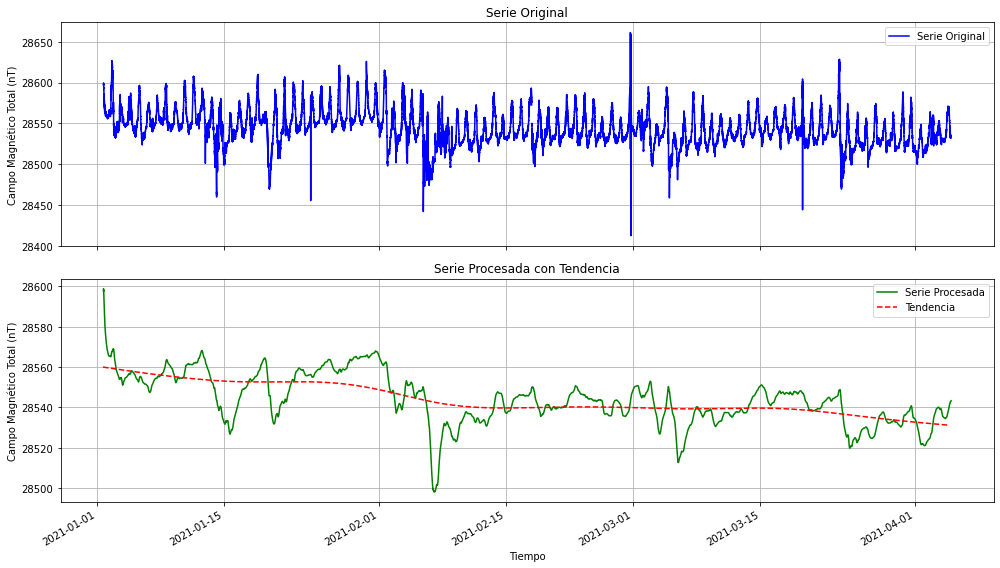 Serie Original
Campo Magnético Total (nT)
28650
28600
28550
28500
28450
28400
Serie Original
Serie Procesada con Tendencia
Campo Magnético Total (nT)
28600
28580
28560
28540
28520
28500
Serie Procesada
Tendencia
2021-01-01
2021-01-15
2021-02-01
2021-02-15
2021-03-01
2021-03-15
2021-04-01
Tiempo